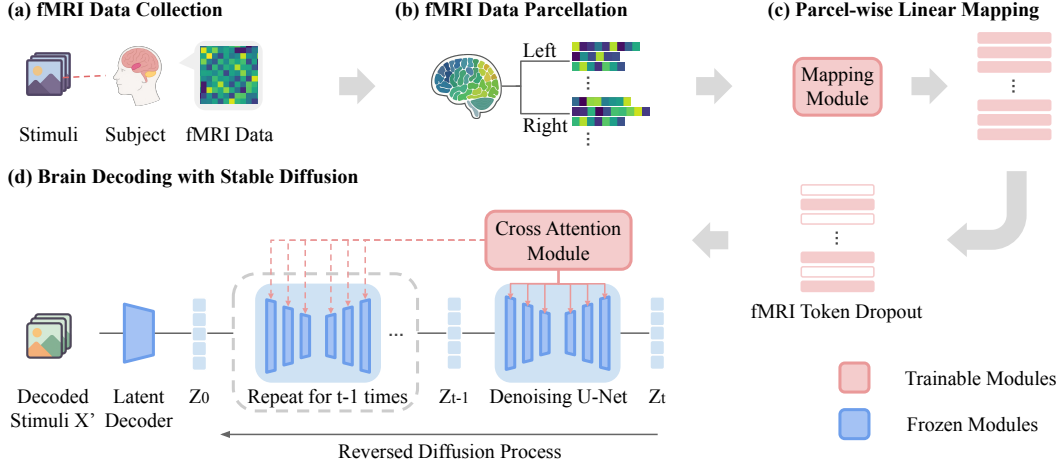 (a) fMRI Data Collection
Stimuli
Subject
fMRI Data
(b) fMRI Data Parcellation
Left
Right
(c) Parcel-wise Linear Mapping
Mapping
Module
fMRI Token Dropout
(d) Brain Decoding with Stable Diffusion
Cross Attention
Module
...
Decoded
Stimuli X’
Latent
Decoder
Z0
Repeat for t-1 times
Zt-1
Denoising U-Net
Zt
Reversed Diffusion Process
Trainable Modules
Frozen Modules